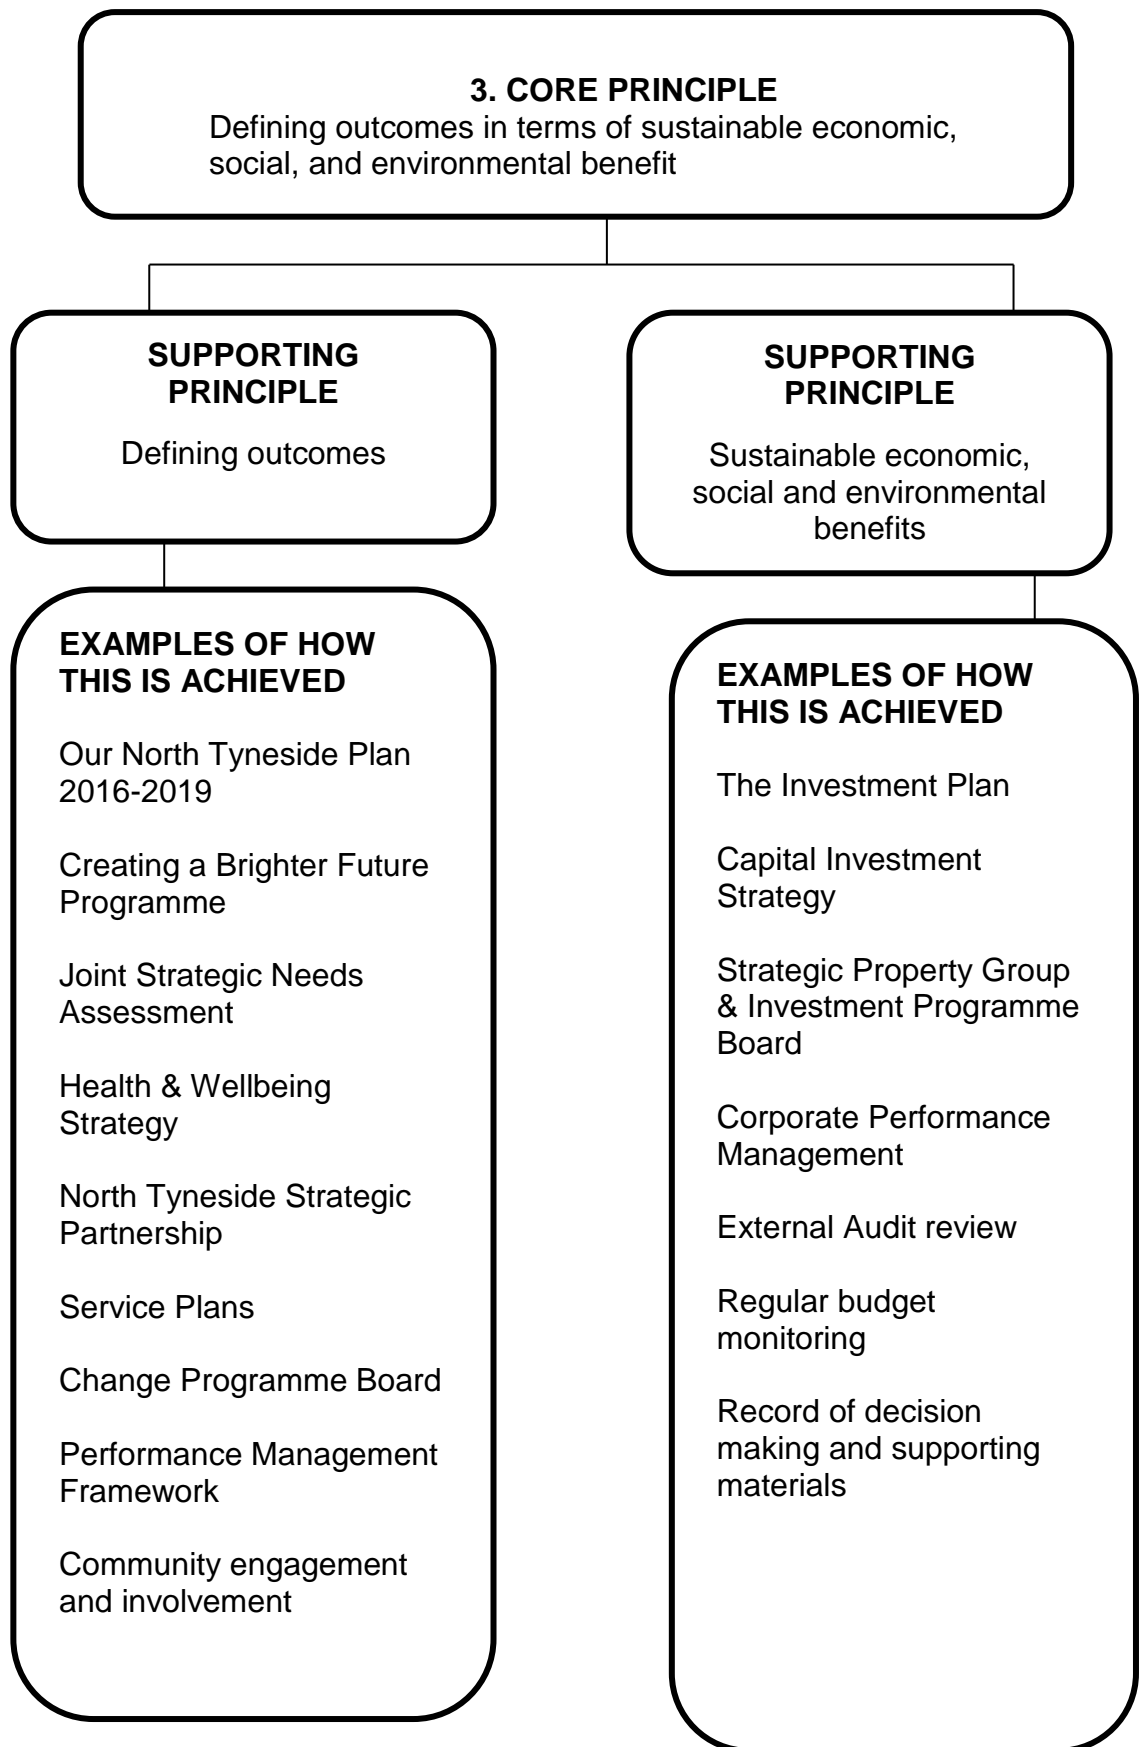 3. CORE PRINCIPLE
Defining outcomes in terms of sustainable economic,
social, and environmental benefit
SUPPORTING
PRINCIPLE
Defining outcomes
SUPPORTING
PRINCIPLE
Sustainable economic,
social and environmental
benefits
EXAMPLES OF HOW
THIS IS ACHIEVED
Our North Tyneside Plan
2016-2019
Creating a Brighter Future
Programme
Joint Strategic Needs
Assessment
Health & Wellbeing
Strategy
North Tyneside Strategic
Partnership
Service Plans
Change Programme Board
Performance Management
Framework
Community engagement
and involvement
EXAMPLES OF HOW
THIS IS ACHIEVED
The Investment Plan
Capital Investment
Strategy
Strategic Property Group
& Investment Programme
Board
Corporate Performance
Management
External Audit review
Regular budget
monitoring
Record of decision
making and supporting
materials